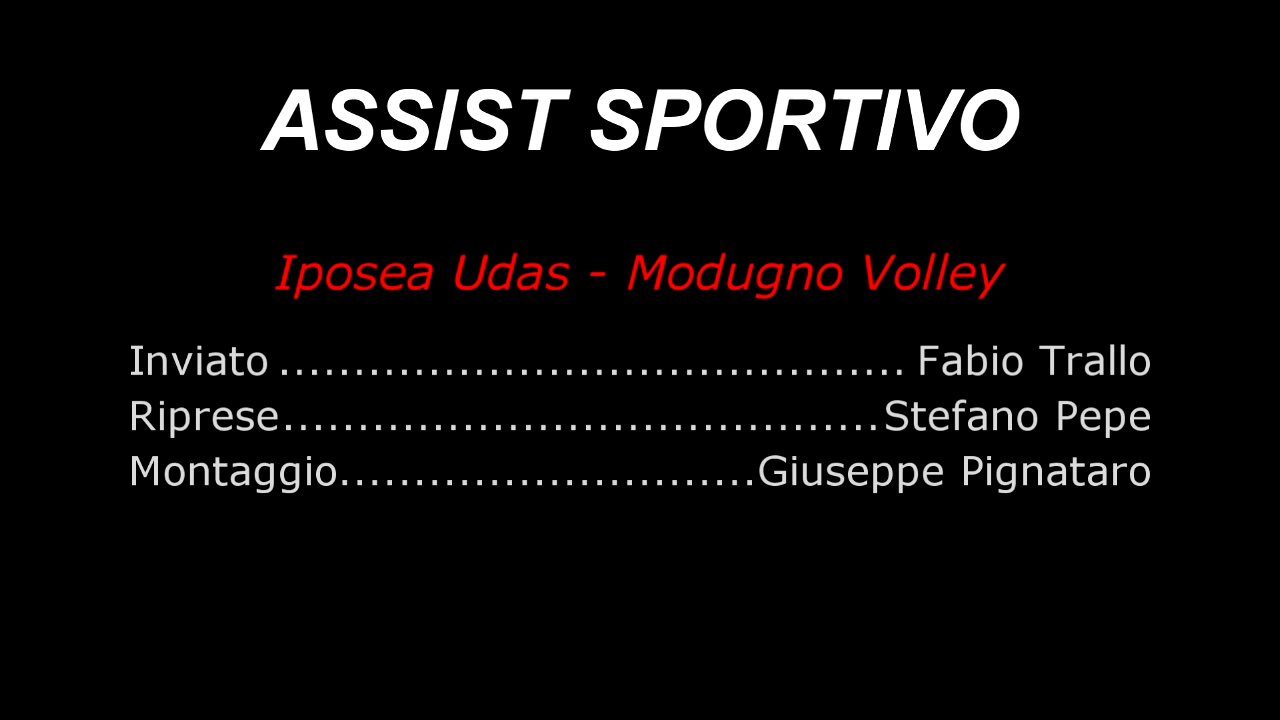 ASSIST SPORTIVO
Iposea Udas - Modugno Volley
Inviato .......................................... Fabio Trallo
Riprese........................................Stefano Pepe
Montaggio............................Giuseppe Pignataro